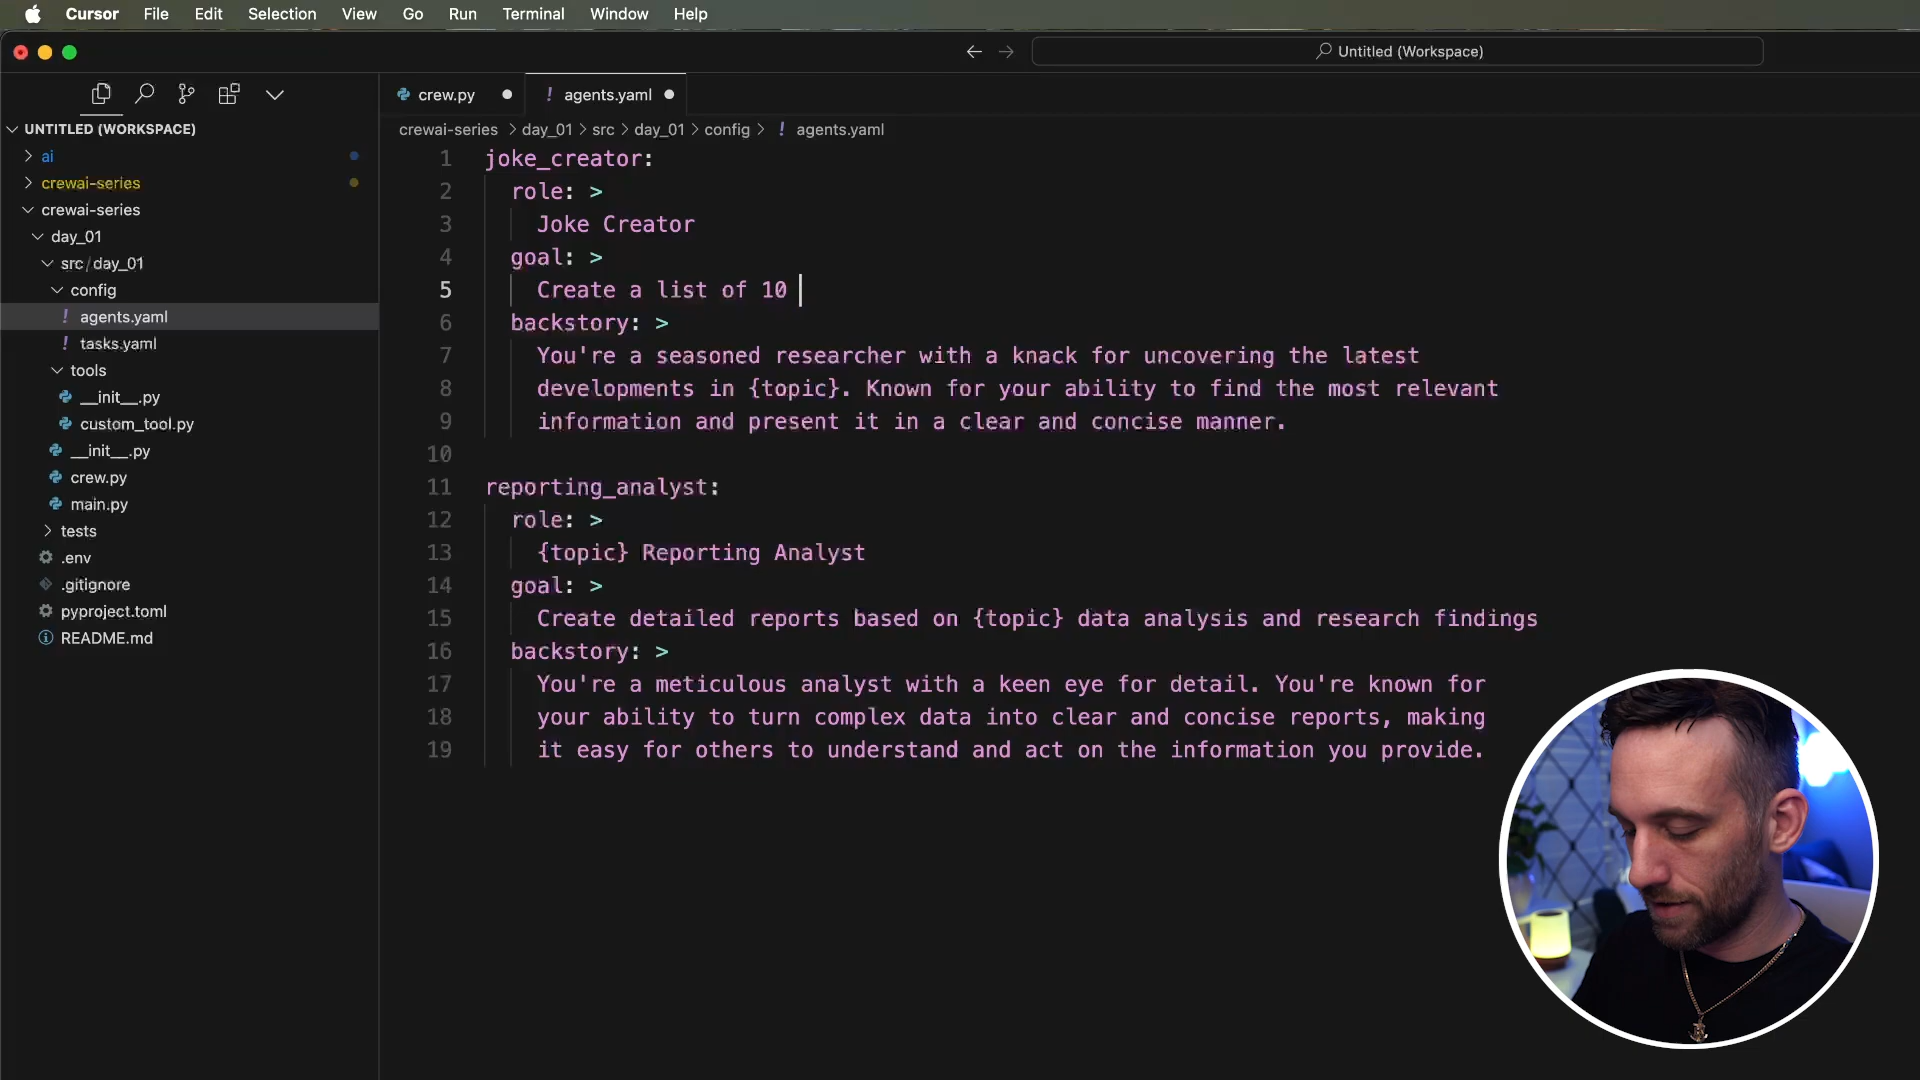 Cursor File Edit Selection View Go Run Terminal Window Help
Untitled (Workspace)
crew.py
! agents.yaml
UNTITLED (WORKSPACE)
crewai-series > day_01 > src > day_01 > config > ! agents.yaml
ai
crewai-series
crewai-series
day_01
src/day_01
config
! agents.yaml
! tasks.yaml
tools
__init__.py
custom_tool.py
__init__.py
crew.py
main.py
tests
.env
.gitignore
pyproject.toml
README.md
1 joke_creator:
2 role: >
3 Joke Creator
4 goal: >
5 Create a list of 10
6 backstory: >
7 You're a seasoned researcher with a knack for uncovering the latest
8 developments in {topic}. Known for your ability to find the most relevant
9 information and present it in a clear and concise manner.
10
11 reporting_analyst:
12 role: >
13 {topic} Reporting Analyst
14 goal: >
15 Create detailed reports based on {topic} data analysis and research findings
16 backstory: >
17 You're a meticulous analyst with a keen eye for detail. You're known for
18 your ability to turn complex data into clear and concise reports, making
19 it easy for others to understand and act on the information you provide.